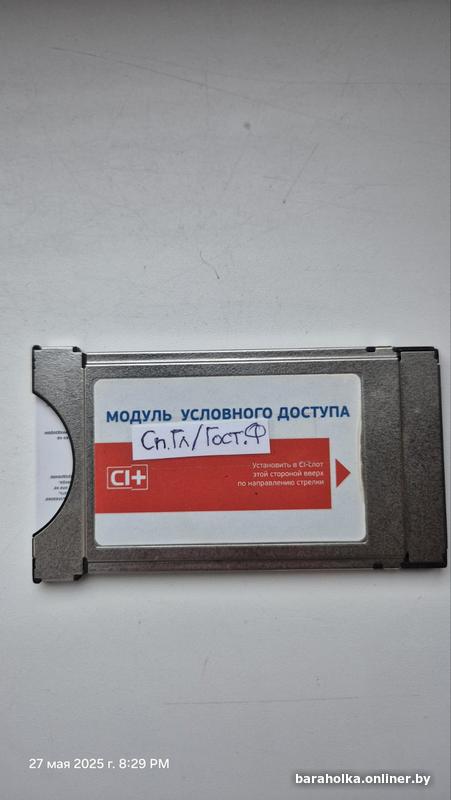 МОДУЛЬ УСЛОВНОГО ДОСТУПА
Сп.Гл/Гост.Ф
CI+
Установить в CI-слот
этой стороной вверх
по направлению стрелки
27 мая 2025 г. 8:29 PM
baraholka.onliner.by